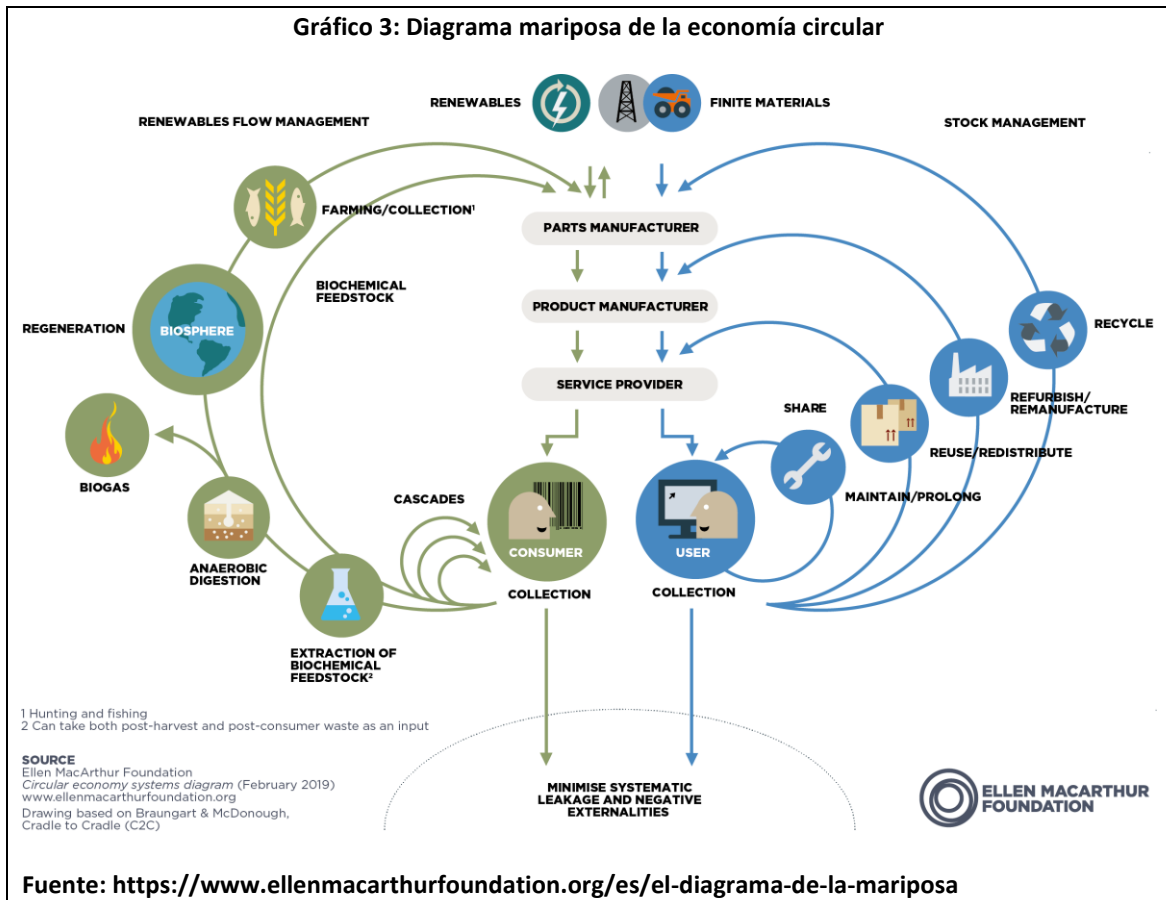 Gráfico 3: Diagrama mariposa de la economía circular
RENEWABLES
FINITE MATERIALS
RENEWABLES FLOW MANAGEMENT
STOCK MANAGEMENT
FARMING/COLLECTION¹
PARTS MANUFACTURER
BIOCHEMICAL
FEEDSTOCK
PRODUCT MANUFACTURER
REGENERATION
BIOSPHERE
RECYCLE
SERVICE PROVIDER
SHARE
REFURBISH/
REMANUFACTURE
REUSE/REDISTRIBUTE
BIOGAS
MAINTAIN/PROLONG
CASCADES
CONSUMER
USER
ANAEROBIC
DIGESTION
COLLECTION
COLLECTION
EXTRACTION OF
BIOCHEMICAL
FEEDSTOCK²
1 Hunting and fishing
2 Can take both post-harvest and post-consumer waste as an input
SOURCE
Ellen MacArthur Foundation
Circular economy systems diagram (February 2019)
www.ellenmacarthurfoundation.org
Drawing based on Braungart & McDonough,
Cradle to Cradle (C2C)
MINIMISE SYSTEMATIC
LEAKAGE AND NEGATIVE
EXTERNALITIES
ELLEN MACARTHUR
FOUNDATION
Fuente: https://www.ellenmacarthurfoundation.org/es/el-diagrama-de-la-mariposa